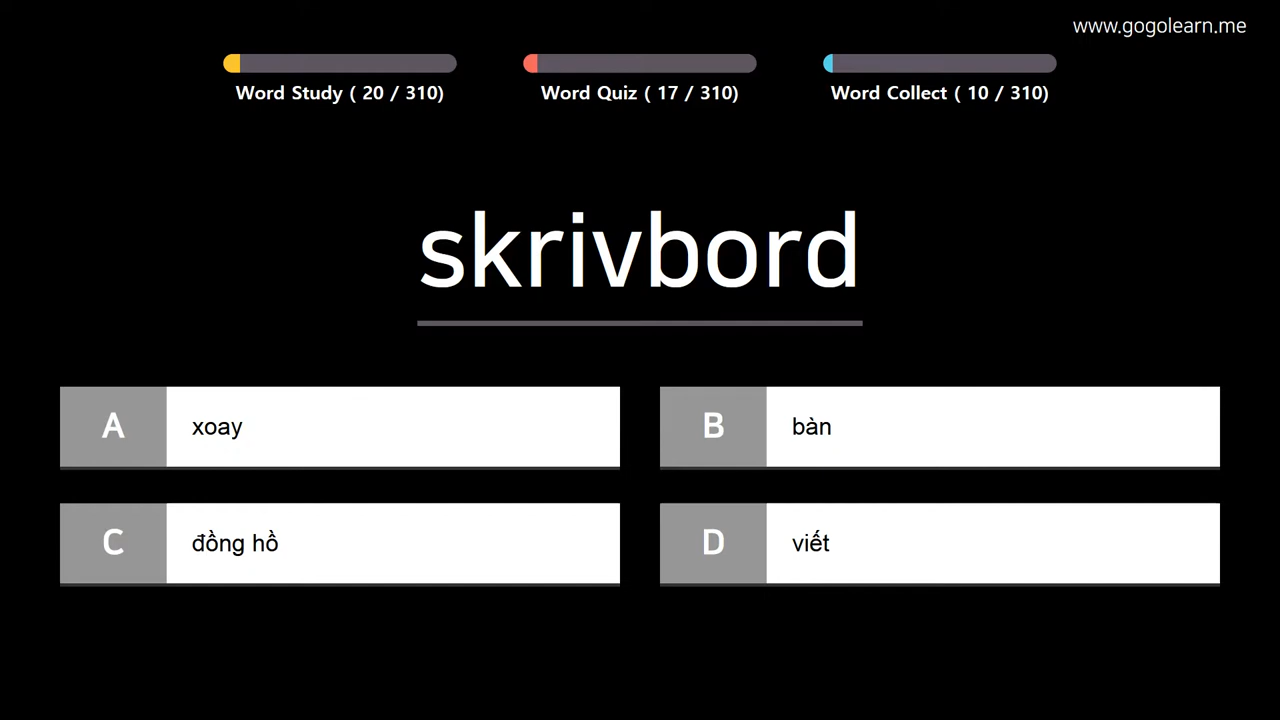 www.gogolearn.me
Word Study ( 20 / 310)
Word Quiz ( 17 / 310)
Word Collect ( 10 / 310)
skrivbord
A xoay
B bàn
C đồng hồ
D viết